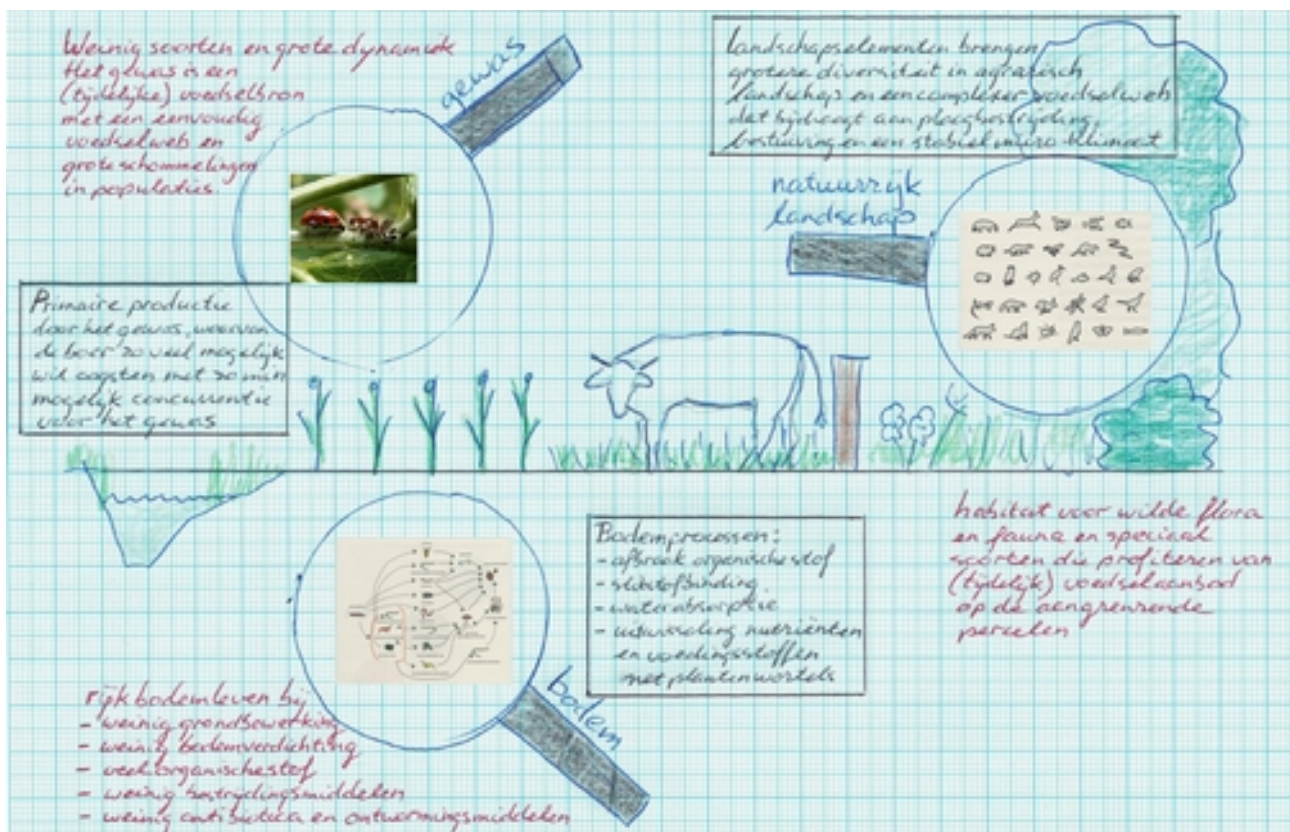 Weinig soorten en grote dynamiek
Het gewas is een
(tijdelijke) voedselbron
met een eenvoudig
voedselweb en
grote schommelingen
in populaties
gewas
landschapselementen brengen
grotere diversiteit in agrarisch
landschap en een complexer voedselweb
dat bijdraagt aan plaagbestrijding,
bestuiving en een stabiel micro-klimaat
natuurrijk
landschap
Primaire productie
door het gewas, waarvan
de boer zo veel mogelijk
wil oogsten met zo min
mogelijk concurrentie
voor het gewas
Bodemprocessen:
- afbraak organische stof
- stikstofbinding
- waterabsorptie
- uitwisseling nutriënten
en voedingsstoffen
met plantenwortels
habitat voor wilde flora
en fauna en speciaal
soorten die profiteren van
(tijdelijk) voedselaanbod
op de aangrenzende
percelen
bodem
rijk bodemleven bij
- weinig grondbewerking
- weinig bodemverdichting
- veel organische stof
- weinig bestrijdingsmiddelen
- weinig antibiotica en ontwormingsmiddelen